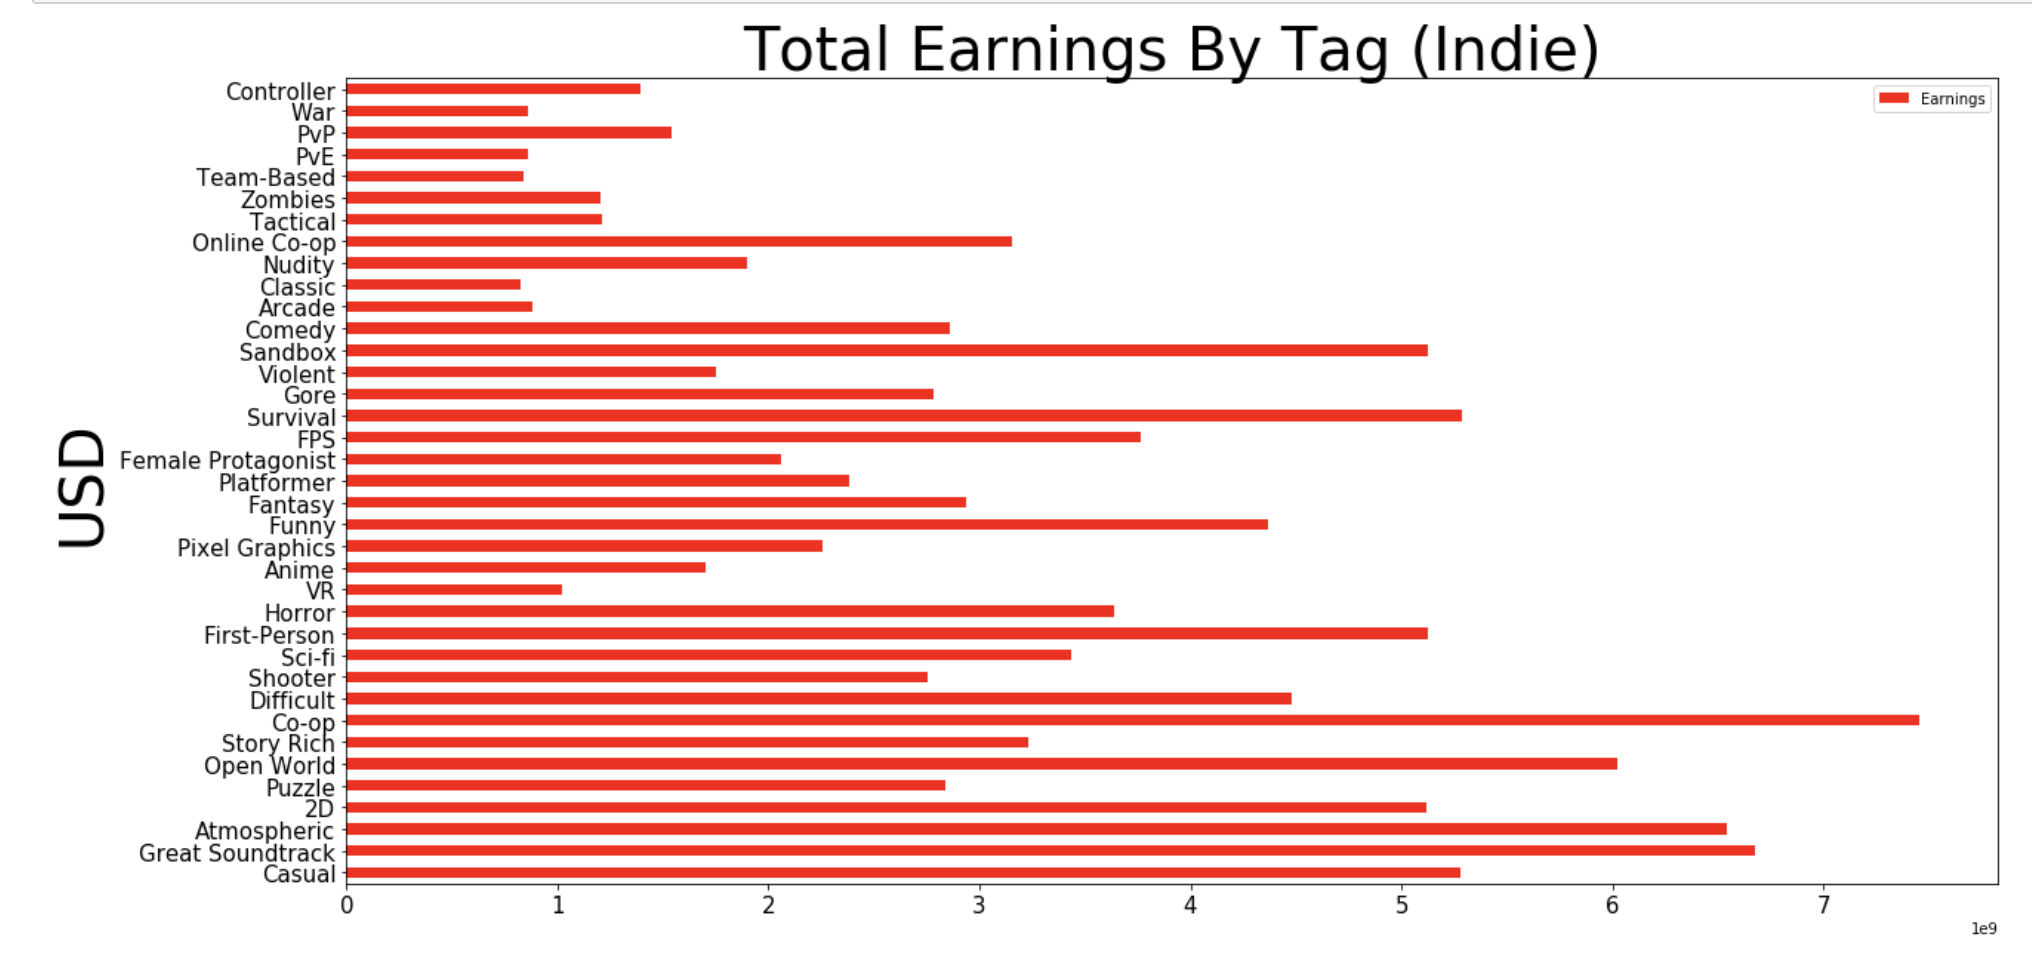 Total Earnings By Tag (Indie)
Earnings
Controller
War
PvP
PvE
Team-Based
Zombies
Tactical
Online Co-op
Nudity
Classic
Arcade
Comedy
Sandbox
Violent
Gore
Survival
FPS
Female Protagonist
Platformer
Fantasy
Funny
Pixel Graphics
Anime
VR
Horror
First-Person
Sci-fi
Shooter
Difficult
Co-op
Story Rich
Open World
Puzzle
2D
Atmospheric
Great Soundtrack
Casual
USD
0 1 2 3 4 5 6 7
1e9